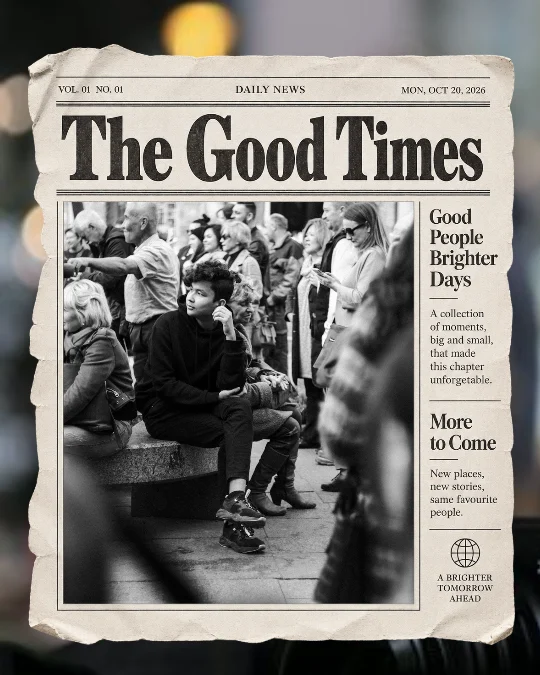 VOL. 01 NO. 01
DAILY NEWS
MON, OCT 20, 2026
The Good Times
Good
People
Brighter
Days
A collection
of moments,
big and small,
that made
this chapter
unforgetable.
More
to Come
New places,
new stories,
same favourite
people.
A BRIGHTER
TOMORROW
AHEAD